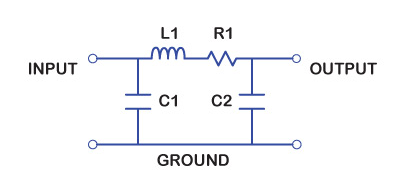 L1 R1
INPUT OUTPUT
C1 C2
GROUND